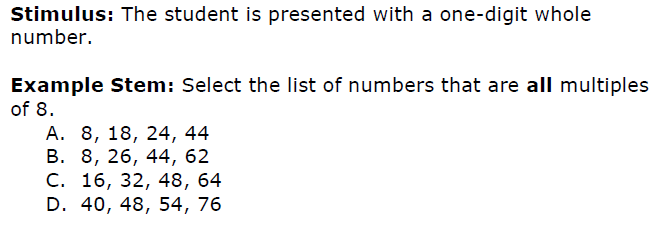 Stimulus: The student is presented with a one-digit whole
number.
Example Stem: Select the list of numbers that are all multiples
of 8.
A. 8, 18, 24, 44
B. 8, 26, 44, 62
C. 16, 32, 48, 64
D. 40, 48, 54, 76